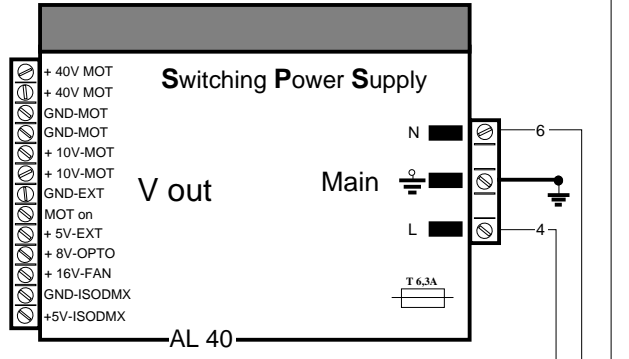 Switching Power Supply
+ 40V MOT
+ 40V MOT
GND-MOT
GND-MOT
+ 10V-MOT
+ 10V-MOT
GND-EXT
MOT on
+ 5V-EXT
+ 8V-OPTO
+ 16V-FAN
GND-ISODMX
+5V-ISODMX
V out
Main
N
L
6
4
T 6,3A
AL 40